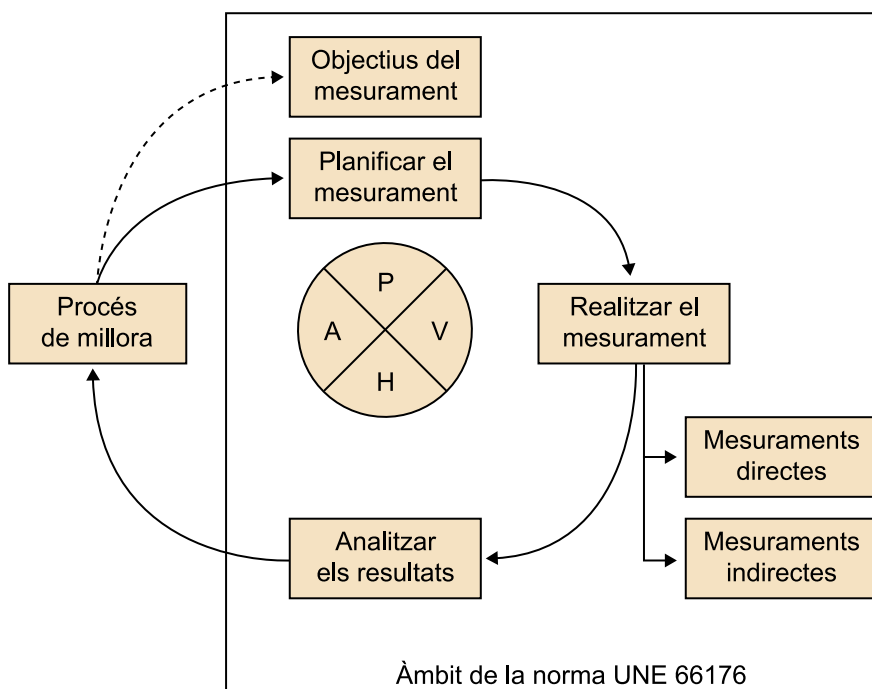 Objectius del
mesurament
Planificar el
mesurament
Procés
de millora
P
A
V
H
Realitzar el
mesurament
Mesuraments
directes
Analitzar
els resultats
Mesuraments
indirectes
Àmbit de la norma UNE 66176